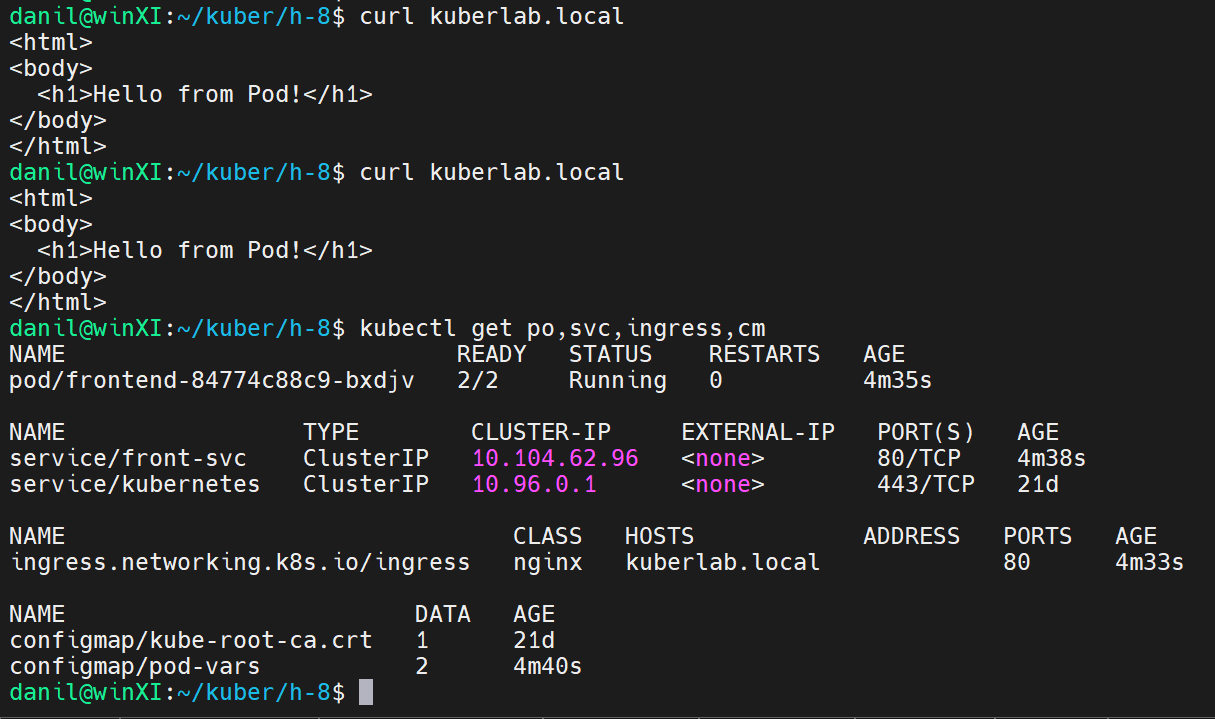 danil@winXI:~/kuber/h-8$ curl kuberlab.local
<html>
<body>
  <h1>Hello from Pod!</h1>
</body>
</html>
danil@winXI:~/kuber/h-8$ curl kuberlab.local
<html>
<body>
  <h1>Hello from Pod!</h1>
</body>
</html>
danil@winXI:~/kuber/h-8$ kubectl get po,svc,ingress,cm
NAME                            READY   STATUS    RESTARTS   AGE
pod/frontend-84774c88c9-bxdjv   2/2     Running   0          4m35s

NAME                 TYPE        CLUSTER-IP     EXTERNAL-IP   PORT(S)   AGE
service/front-svc    ClusterIP   10.104.62.96   <none>        80/TCP    4m38s
service/kubernetes   ClusterIP   10.96.0.1      <none>        443/TCP   21d

NAME                                CLASS   HOSTS            ADDRESS   PORTS   AGE
ingress.networking.k8s.io/ingress   nginx   kuberlab.local             80      4m33s

NAME                         DATA   AGE
configmap/kube-root-ca.crt   1      21d
configmap/pod-vars           2      4m40s
danil@winXI:~/kuber/h-8$